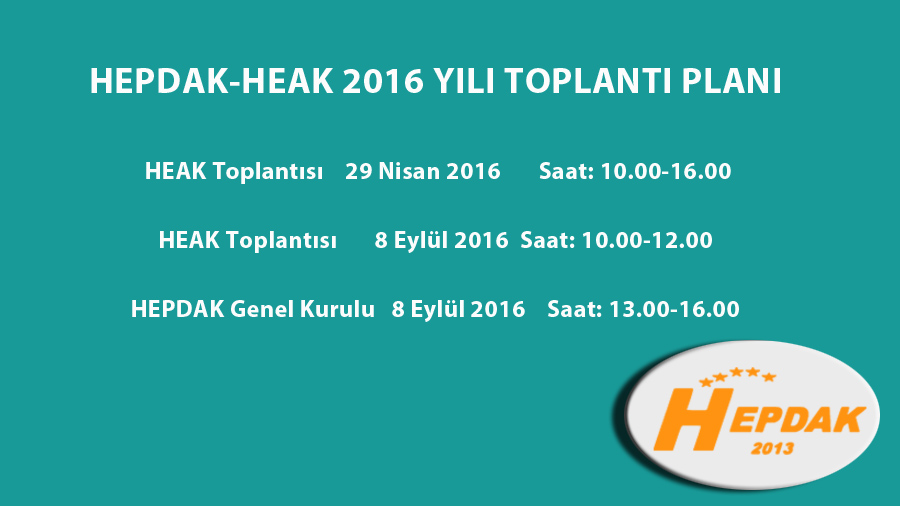 HEPDAK-HEAK 2016 YILI TOPLANTI PLANI
HEAK Toplantısı 29 Nisan 2016 Saat: 10.00-16.00
HEAK Toplantısı 8 Eylül 2016 Saat: 10.00-12.00
HEPDAK Genel Kurulu 8 Eylül 2016 Saat: 13.00-16.00
HEPDAK
2013